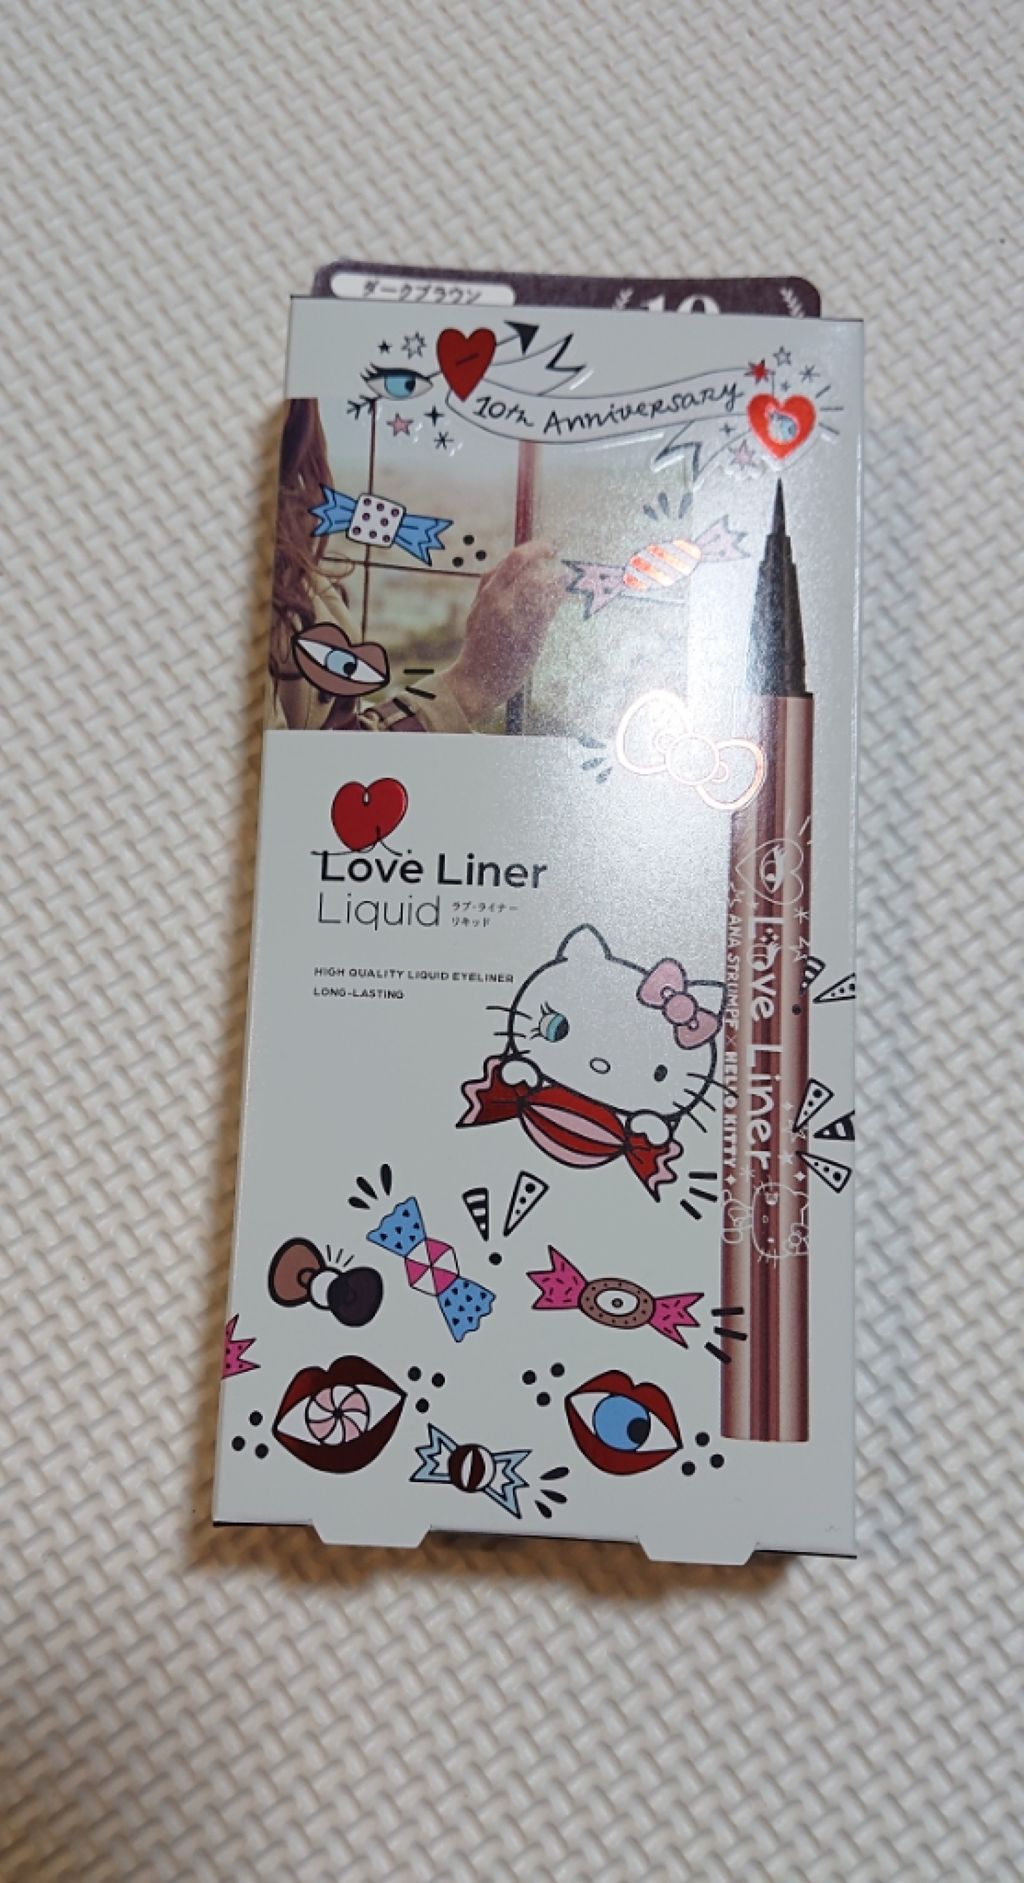 ダークブラウン
10
10th Anniversary
Love Liner
Liquid
ラブ・ライナー
リキッド
HIGH QUALITY LIQUID EYELINER
LONG-LASTING
Love Liner
ANA STRUMPF × HELLO KITTY